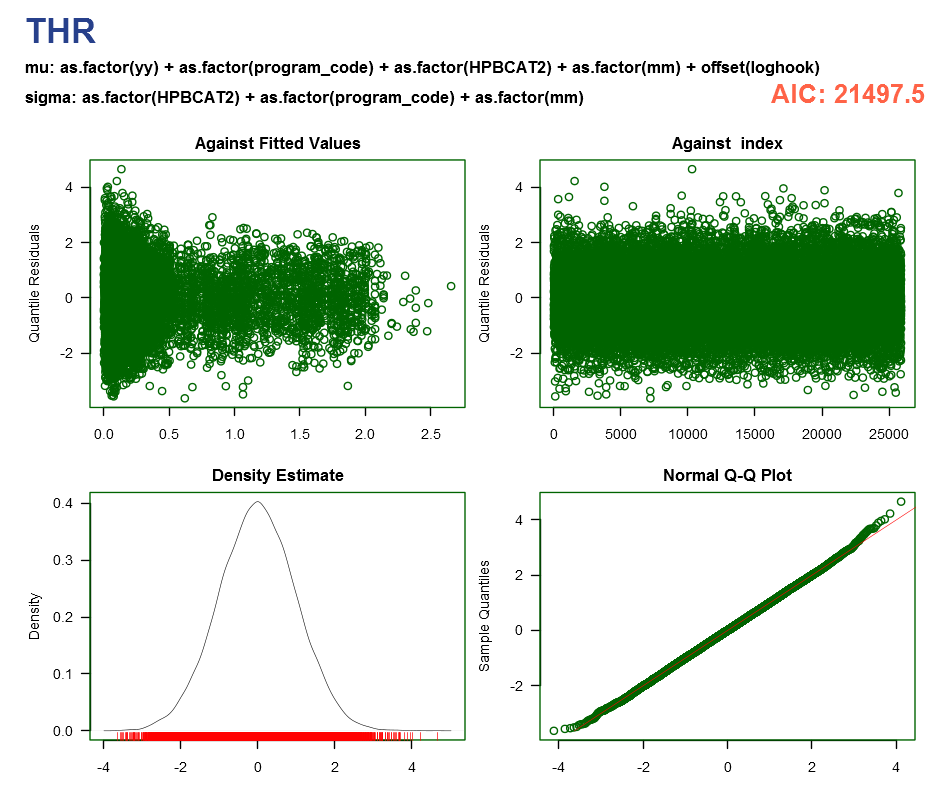 THR
mu: as.factor(yy) + as.factor(program_code) + as.factor(HPBCAT2) + as.factor(mm) + offset(loghook)
sigma: as.factor(HPBCAT2) + as.factor(program_code) + as.factor(mm)
AIC: 21497.5
Against Fitted Values
Quantile Residuals
4
2
0
-2
0.0 0.5 1.0 1.5 2.0 2.5
Against index
Quantile Residuals
4
2
0
-2
0 5000 10000 15000 20000 25000
Density Estimate
Density
0.4
0.3
0.2
0.1
0.0
-4 -2 0 2 4
Normal Q-Q Plot
Sample Quantiles
4
2
0
-2
-4 -2 0 2 4